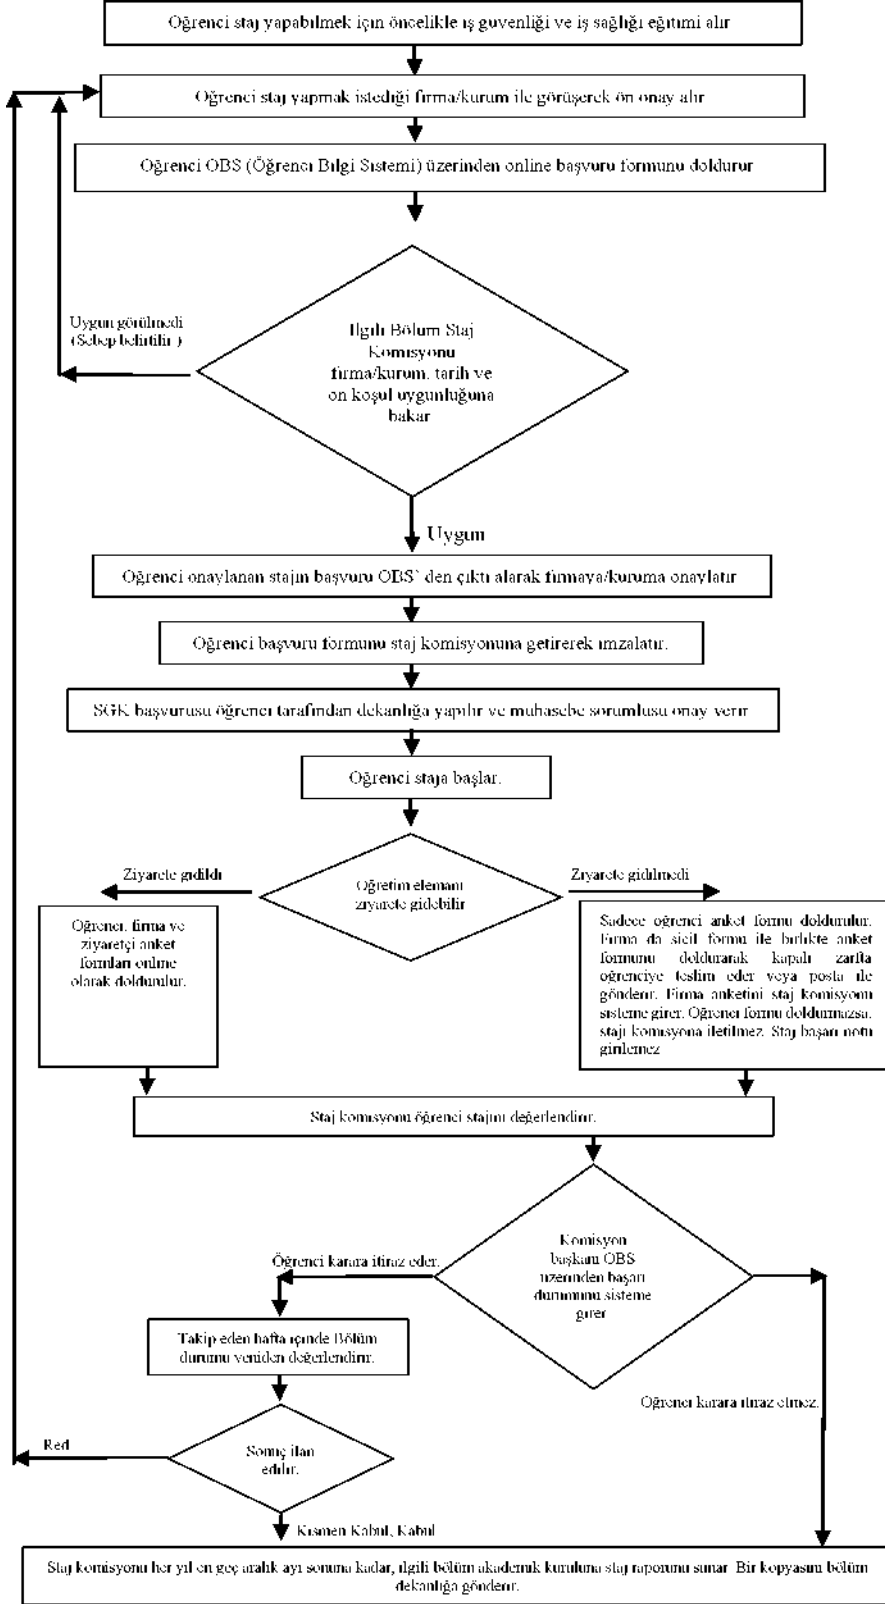 Öğrenci staj yapabilmek için öncelikle iş güvenliği ve iş sağlığı eğitimi alır
Öğrenci staj yapmak istediği firma/kurum ile görüşerek ön onay alır
Öğrenci OBS (Öğrenci Bilgi Sistemi) üzerinden online başvuru formunu doldurur
Uygun görülmedi
(Sebep belirtilir )
İlgili Bölüm Staj
Komisyonu
firma/kurum, tarih ve
ön koşul uygunluğuna
bakar
Uygun
Öğrenci onaylanan stajın başvuru OBS` den çıktı alarak firmaya/kuruma onaylatır
Öğrenci başvuru formunu staj komisyonuna getirerek imzalatır.
SGK başvurusu öğrenci tarafından dekanlığa yapılır ve muhasebe sorumlusu onay verir
Öğrenci staja başlar.
Ziyarete gidildi
Öğretim elemanı
ziyarete gidebilir
Ziyarete gidilmedi
Öğrenci, firma ve
ziyaretçi anket
formları online
olarak doldurulur.
Sadece öğrenci anket formu doldurulur.
Firma da sicil formu ile birlikte anket
formunu doldurarak kapalı zarfta
öğrenciye teslim eder veya posta ile
gönderir. Firma anketini staj komisyonu
sisteme girer. Öğrenci formu doldurmazsa,
stajı komisyona iletilmez. Staj başarı notu
girilemez
Staj komisyonu öğrenci stajını değerlendirir.
Komisyon
başkanı OBS
üzerinden başarı
durumunu sisteme
girer
Öğrenci karara itiraz eder.
Takip eden hafta içinde Bölüm
durumu yeniden değerlendirir.
Öğrenci karara itiraz etmez.
Red
Sonuç ilan
edilir.
Kısmen Kabul, Kabul
Staj komisyonu her yıl en geç aralık ayı sonuna kadar, ilgili bölüm akademik kuruluna staj raporunu sunar. Bir kopyasını bölüm
dekanlığa gönderir.